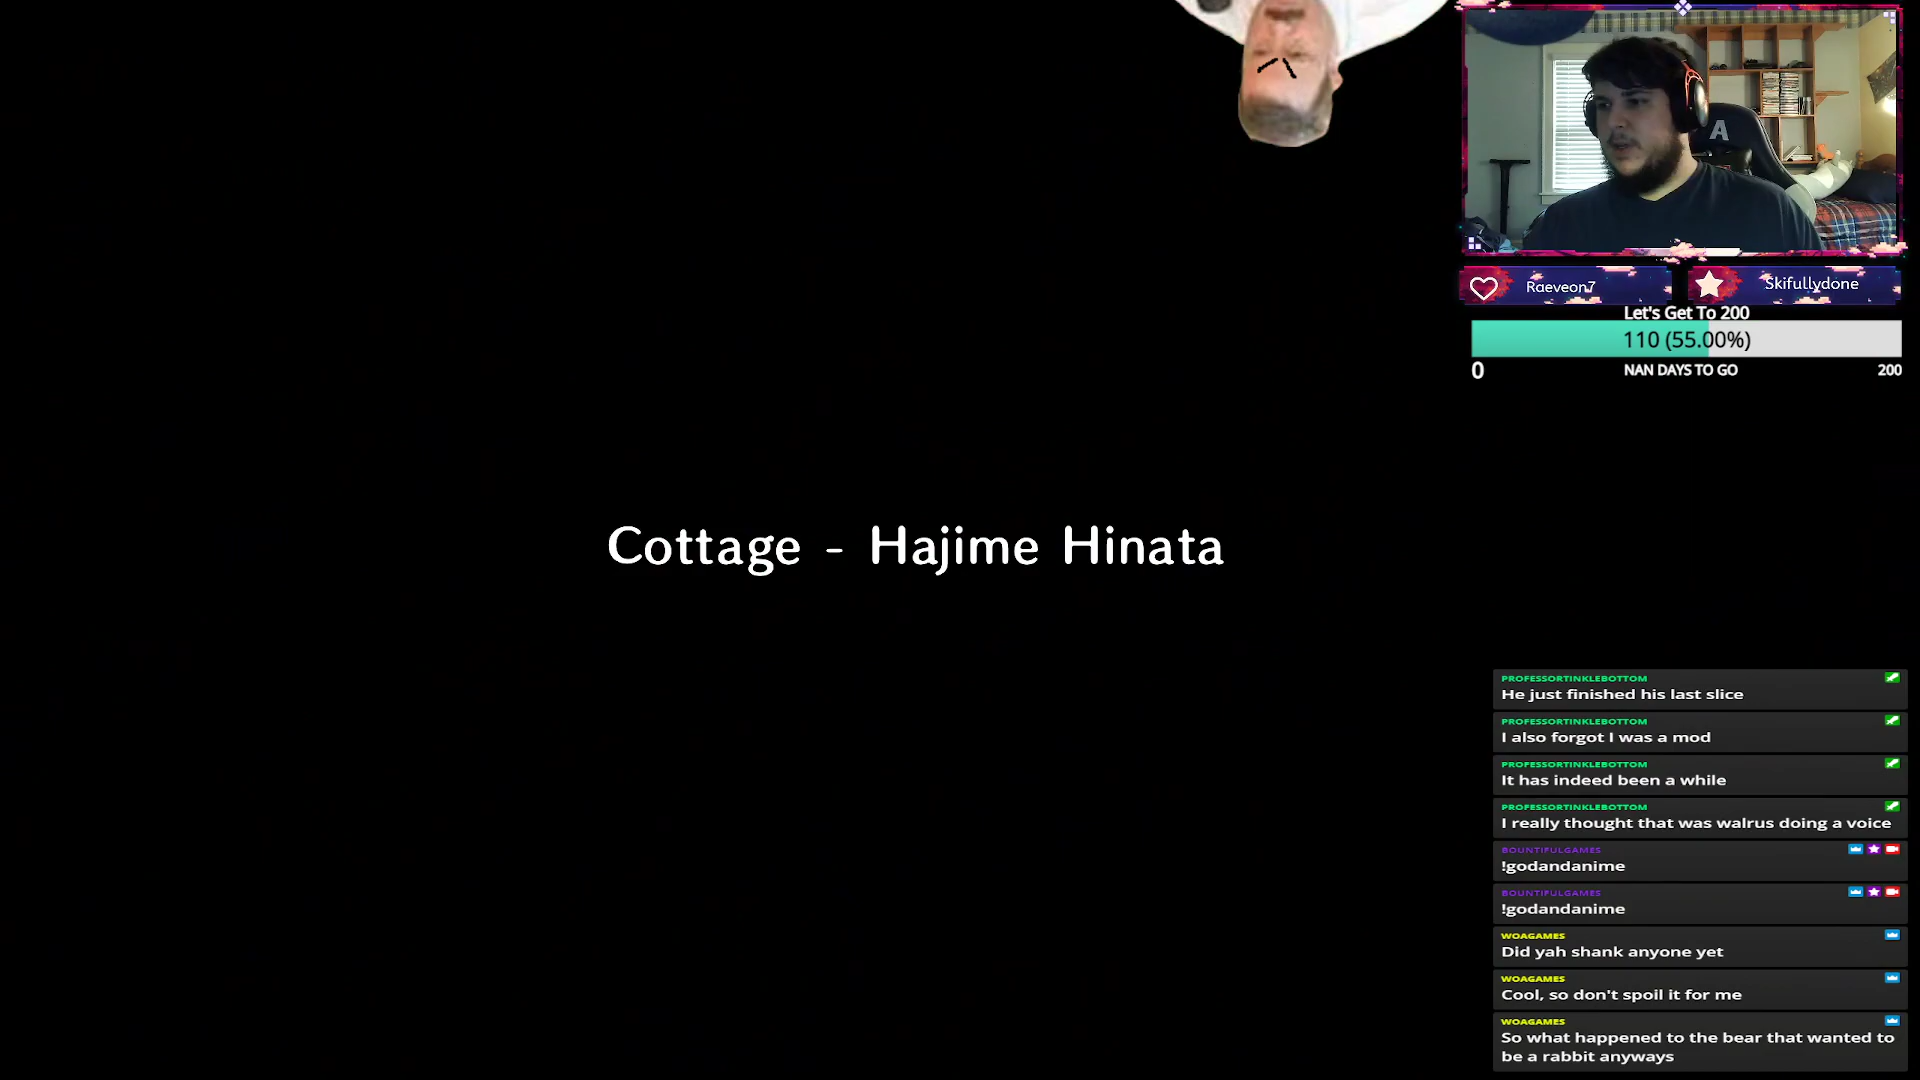 A
Raeveon7
Skifullydone
Let's Get To 200
110 (55.00%)
0
NAN DAYS TO GO
200
Cottage - Hajime Hinata
PROFESSORTINKLEBOTTOM
He just finished his last slice
PROFESSORTINKLEBOTTOM
I also forgot I was a mod
PROFESSORTINKLEBOTTOM
It has indeed been a while
PROFESSORTINKLEBOTTOM
I really thought that was walrus doing a voice
BOUNTIFULGAMES
!godandanime
BOUNTIFULGAMES
!godandanime
WOAGAMES
Did yah shank anyone yet
WOAGAMES
Cool, so don't spoil it for me
WOAGAMES
So what happened to the bear that wanted to
be a rabbit anyways